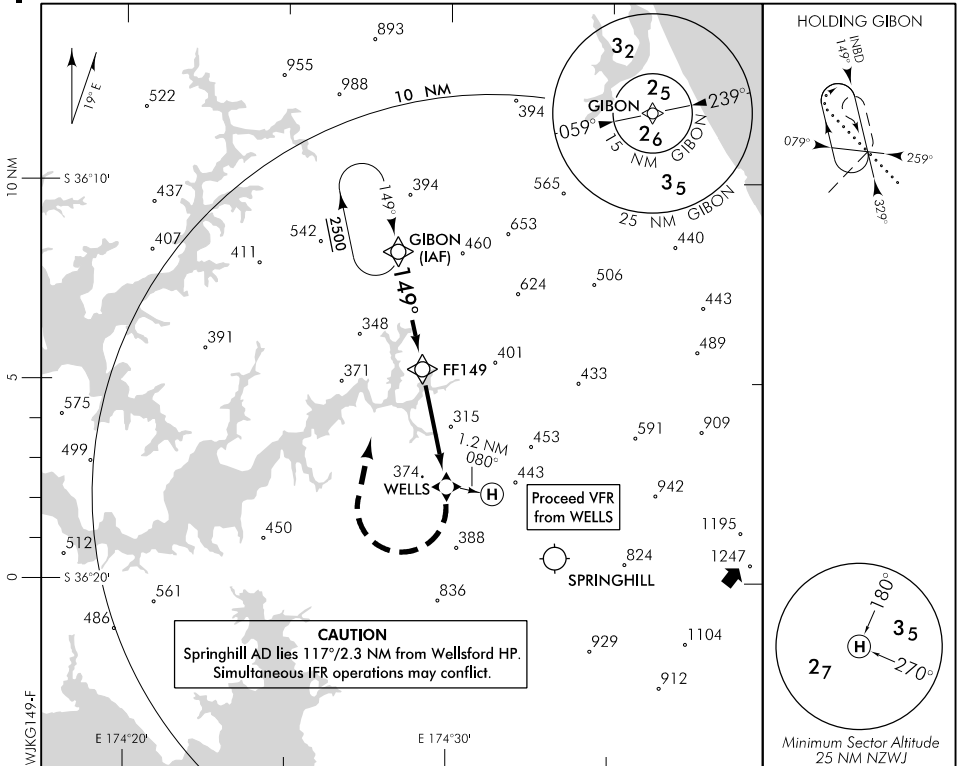 893
955
988
522
19° E
10 NM
394
3₂
2₅
GIBON
239°
059°
2₆
15 NM GIBON
3₅
25 NM GIBON
HOLDING GIBON
INBD
149°
079°
259°
329°
10 NM
S 36°10'
437
394
149°
565
407
542
2500
GIBON
(IAF)
411
460
653
440
149°
624
506
443
391
348
489
401
371
FF149
433
5
575
315
909
591
453
1.2 NM
080°
499
374
WELLS
443
H
942
Proceed VFR
from WELLS
450
388
1195
512
824
1247
0
S 36°20'
SPRINGHILL
561
836
486
CAUTION
Springhill AD lies 117°/2.3 NM from Wellsford HP.
Simultaneous IFR operations may conflict.
929
1104
912
180°
3₅
H
2₇
270°
WJKG149-F
E 174°20'
E 174°30'
Minimum Sector Altitude
25 NM NZWJ